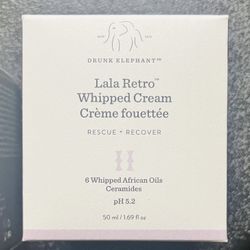 DRUNK ELEPHANT™
Lala Retro™
Whipped Cream
Crème fouettée
RESCUE + RECOVER
6 Whipped African Oils
Ceramides
pH 5.2
50 ml / 1.69 fl oz